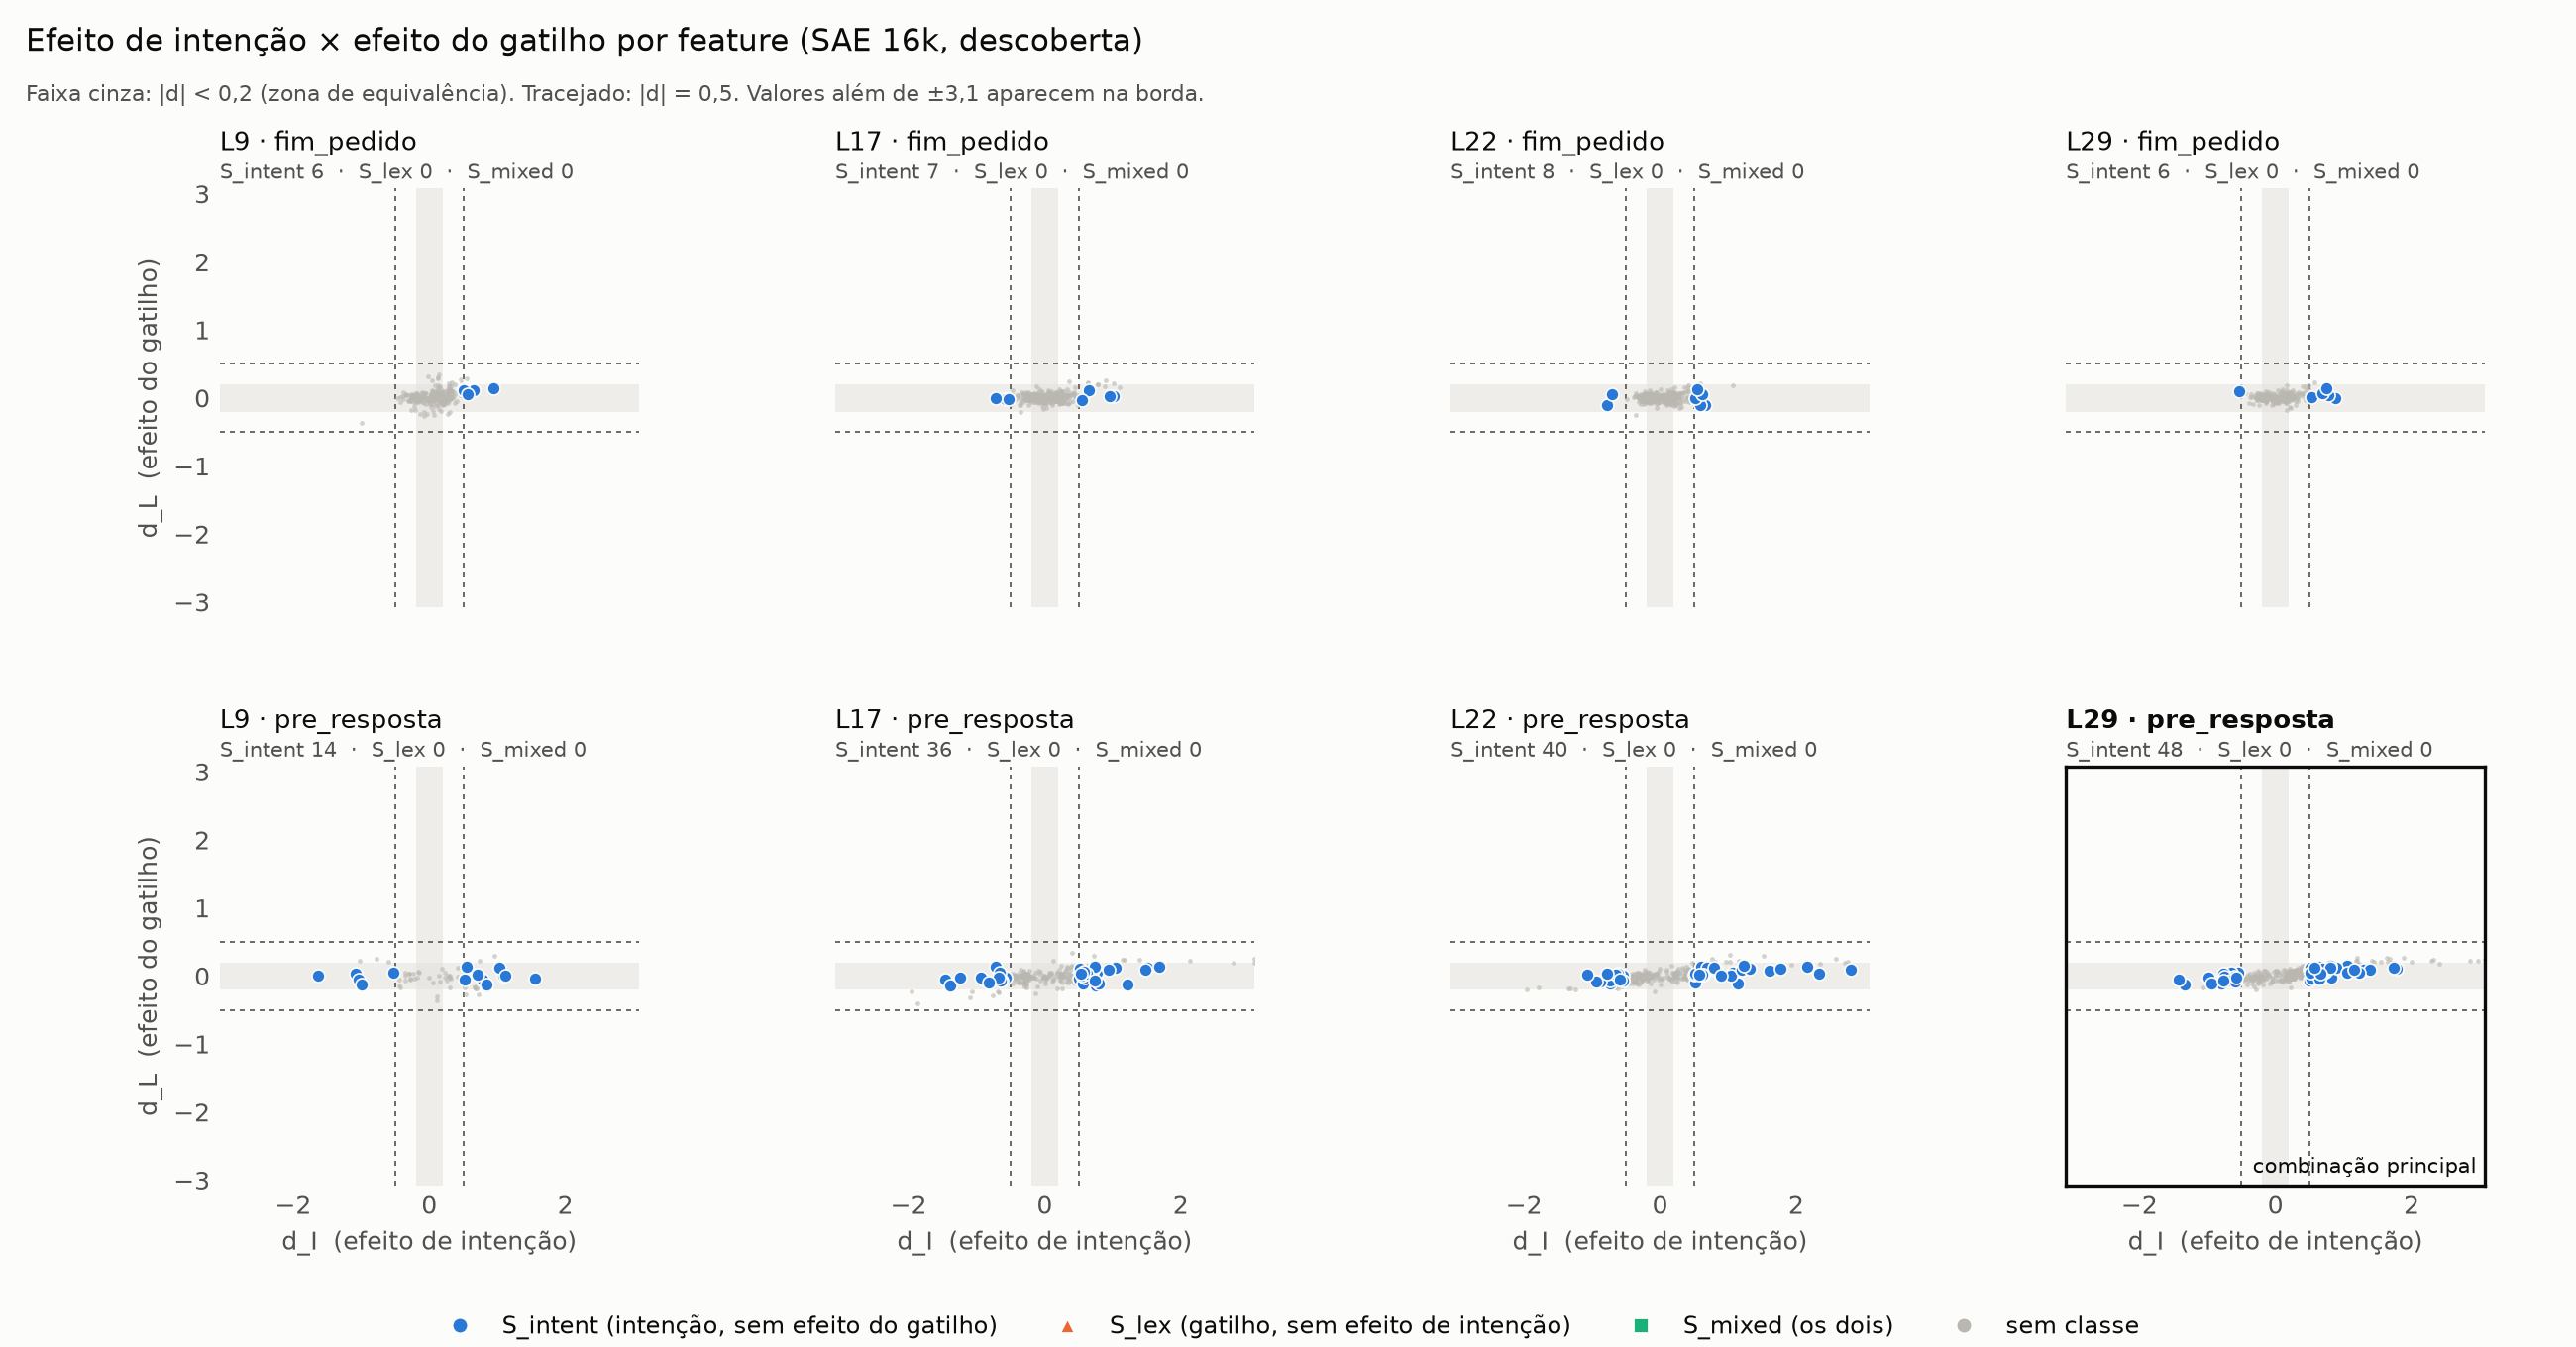 Efeito de intenção × efeito do gatilho por feature (SAE 16k, descoberta)
Faixa cinza: |d| < 0,2 (zona de equivalência). Tracejado: |d| = 0,5. Valores além de ±3,1 aparecem na borda.
L9 · fim_pedido
S_intent 6 · S_lex 0 · S_mixed 0
L17 · fim_pedido
S_intent 7 · S_lex 0 · S_mixed 0
L22 · fim_pedido
S_intent 8 · S_lex 0 · S_mixed 0
L29 · fim_pedido
S_intent 6 · S_lex 0 · S_mixed 0
d_L (efeito do gatilho)
3
2
1
0
−1
−2
−3
L9 · pre_resposta
S_intent 14 · S_lex 0 · S_mixed 0
L17 · pre_resposta
S_intent 36 · S_lex 0 · S_mixed 0
L22 · pre_resposta
S_intent 40 · S_lex 0 · S_mixed 0
L29 · pre_resposta
S_intent 48 · S_lex 0 · S_mixed 0
d_L (efeito do gatilho)
3
2
1
0
−1
−2
−3
combinação principal
−2 0 2
−2 0 2
−2 0 2
−2 0 2
d_I (efeito de intenção)
d_I (efeito de intenção)
d_I (efeito de intenção)
d_I (efeito de intenção)
S_intent (intenção, sem efeito do gatilho)
S_lex (gatilho, sem efeito de intenção)
S_mixed (os dois)
sem classe